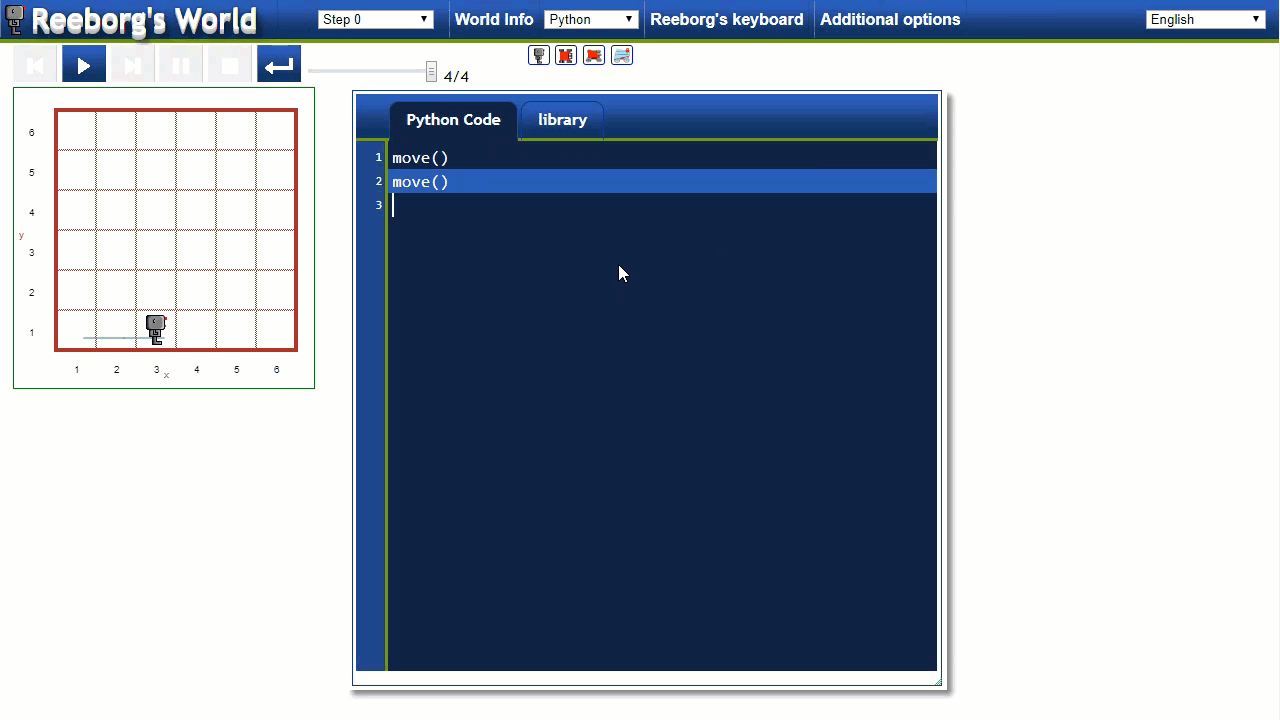 Reeborg's World
Step 0
World Info
Python
Reeborg's keyboard
Additional options
English
4/4
Python Code
library
1 move()
2 move()
3
6
5
4
y
3
2
1
1 2 3 x 4 5 6